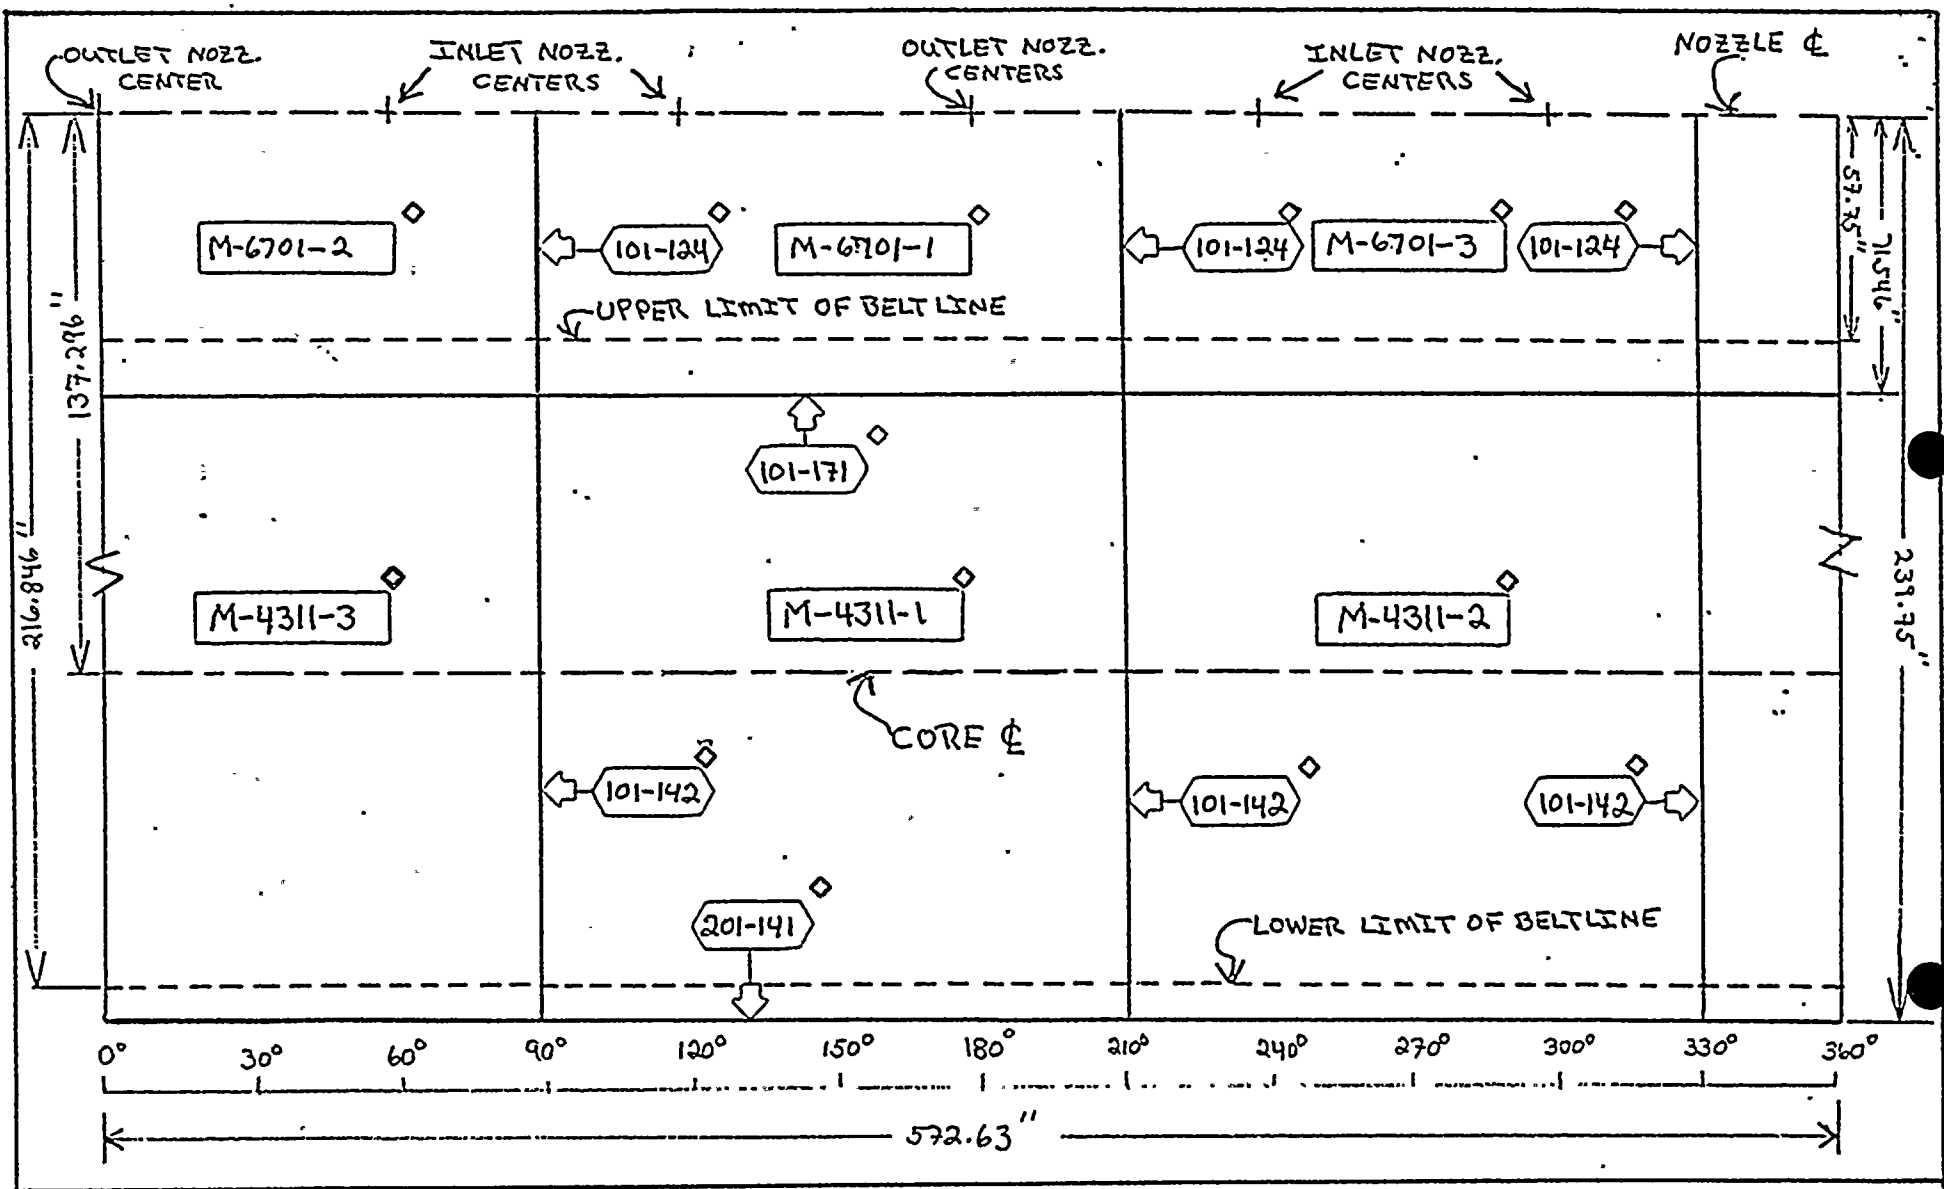 OUTLET NOZZ.
CENTER
INLET NOZZ.
CENTERS
OUTLET NOZZ.
CENTERS
INLET NOZZ.
CENTERS
NOZZLE ℄
M-6701-2
101-124
M-6701-1
101-124
M-6701-3
101-124
57.75"
71.546"
239.75"
137.296"
216.846"
UPPER LIMIT OF BELTLINE
101-171
M-4311-3
M-4311-1
M-4311-2
CORE ℄
101-142
101-142
101-142
201-141
LOWER LIMIT OF BELTLINE
0° 30° 60° 90° 120° 150° 180° 210° 240° 270° 300° 330° 360°
572.63"